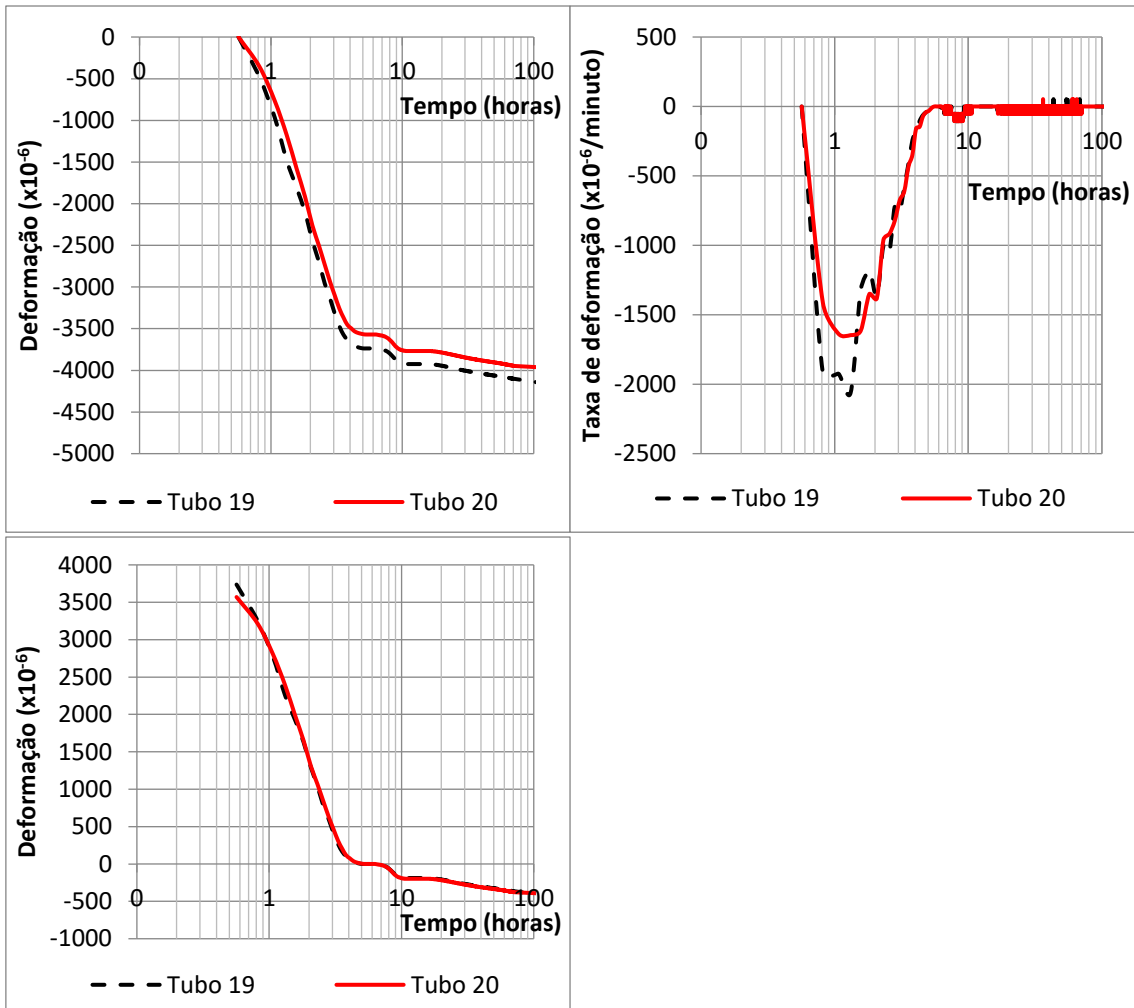 0
-500
-1000
-1500
-2000
-2500
-3000
-3500
-4000
-4500
-5000
0 1 10 100
Tempo (horas)
Deformação (x10⁻⁶)
Tubo 19 Tubo 20
500
0
-500
-1000
-1500
-2000
-2500
0 1 10 100
Tempo (horas)
Taxa de deformação (x10⁻⁶/minuto)
Tubo 19 Tubo 20
4000
3500
3000
2500
2000
1500
1000
500
0
-500
-1000
0 1 10 100
Tempo (horas)
Deformação (x10⁻⁶)
Tubo 19 Tubo 20